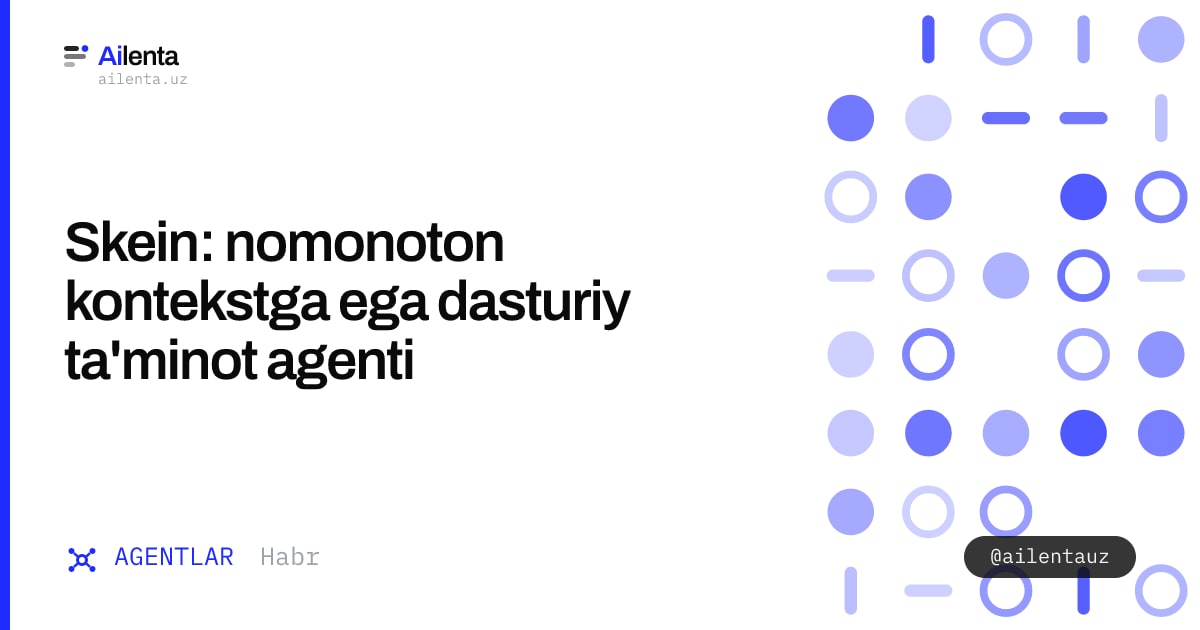 Ailenta
ailenta.uz
Skein: nomonoton
kontekstga ega dasturiy
ta'minot agenti
AGENTLAR Habr
@ailentauz